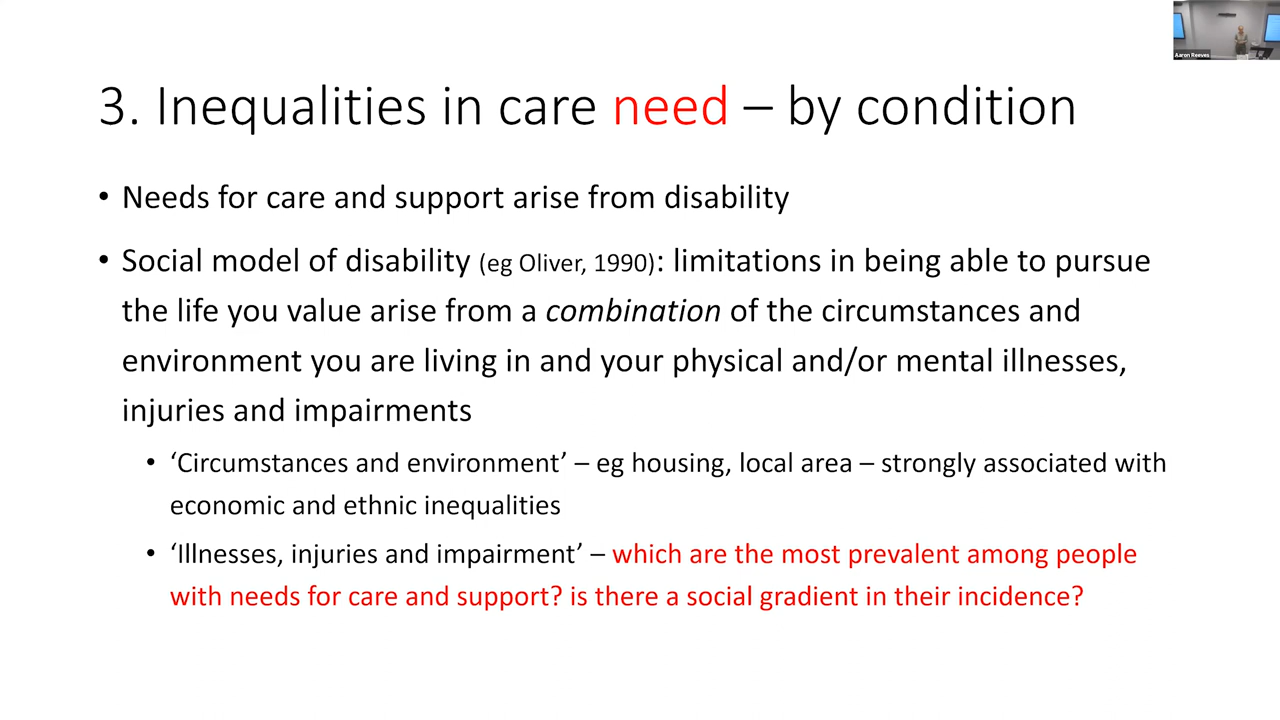 Aaron Reeves
3. Inequalities in care need – by condition
• Needs for care and support arise from disability
• Social model of disability (eg Oliver, 1990): limitations in being able to pursue
the life you value arise from a combination of the circumstances and
environment you are living in and your physical and/or mental illnesses,
injuries and impairments
• ‘Circumstances and environment’ – eg housing, local area – strongly associated with
economic and ethnic inequalities
• ‘Illnesses, injuries and impairment’ – which are the most prevalent among people
with needs for care and support? is there a social gradient in their incidence?